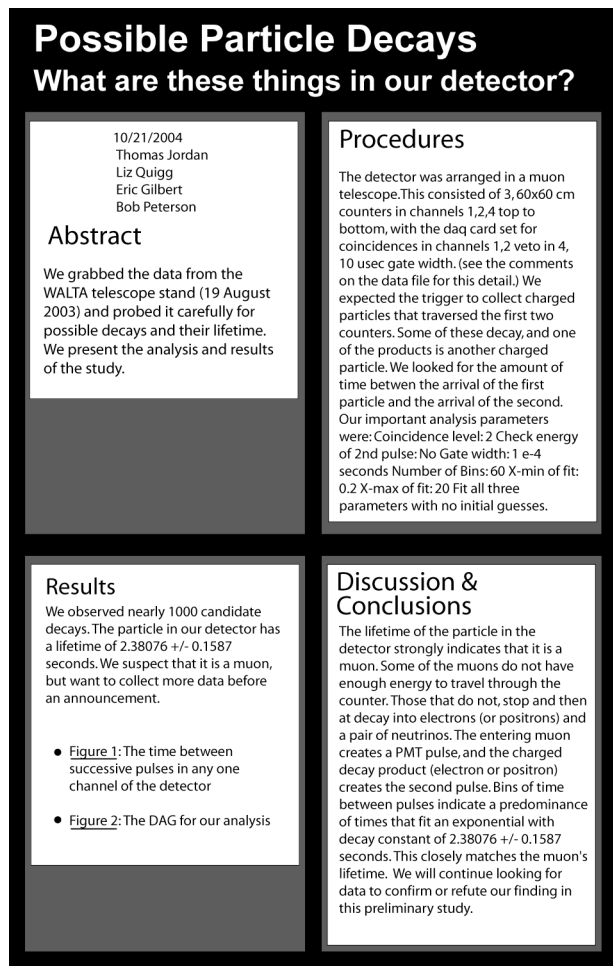 Possible Particle Decays
What are these things in our detector?
10/21/2004
Thomas Jordan
Liz Quigg
Eric Gilbert
Bob Peterson
Abstract
We grabbed the data from the
WALTA telescope stand (19 August
2003) and probed it carefully for
possible decays and their lifetime.
We present the analysis and results
of the study.
Procedures
The detector was arranged in a muon
telescope.This consisted of 3, 60x60 cm
counters in channels 1,2,4 top to
bottom, with the daq card set for
coincidences in channels 1,2 veto in 4,
10 usec gate width. (see the comments
on the data file for this detail.) We
expected the trigger to collect charged
particles that traversed the first two
counters. Some of these decay, and one
of the products is another charged
particle. We looked for the amount of
time betwen the arrival of the first
particle and the arrival of the second.
Our important analysis parameters
were: Coincidence level: 2 Check energy
of 2nd pulse: No Gate width: 1 e-4
seconds Number of Bins: 60 X-min of fit:
0.2 X-max of fit: 20 Fit all three
parameters with no initial guesses.
Results
We observed nearly 1000 candidate
decays. The particle in our detector has
a lifetime of 2.38076 +/- 0.1587
seconds. We suspect that it is a muon,
but want to collect more data before
an announcement.
• Figure 1: The time between
successive pulses in any one
channel of the detector
• Figure 2: The DAG for our analysis
Discussion &
Conclusions
The lifetime of the particle in the
detector strongly indicates that it is a
muon. Some of the muons do not have
enough energy to travel through the
counter. Those that do not, stop and then
at decay into electrons (or positrons) and
a pair of neutrinos. The entering muon
creates a PMT pulse, and the charged
decay product (electron or positron)
creates the second pulse. Bins of time
between pulses indicate a predominance
of times that fit an exponential with
decay constant of 2.38076 +/- 0.1587
seconds. This closely matches the muon's
lifetime. We will continue looking for
data to confirm or refute our finding in
this preliminary study.